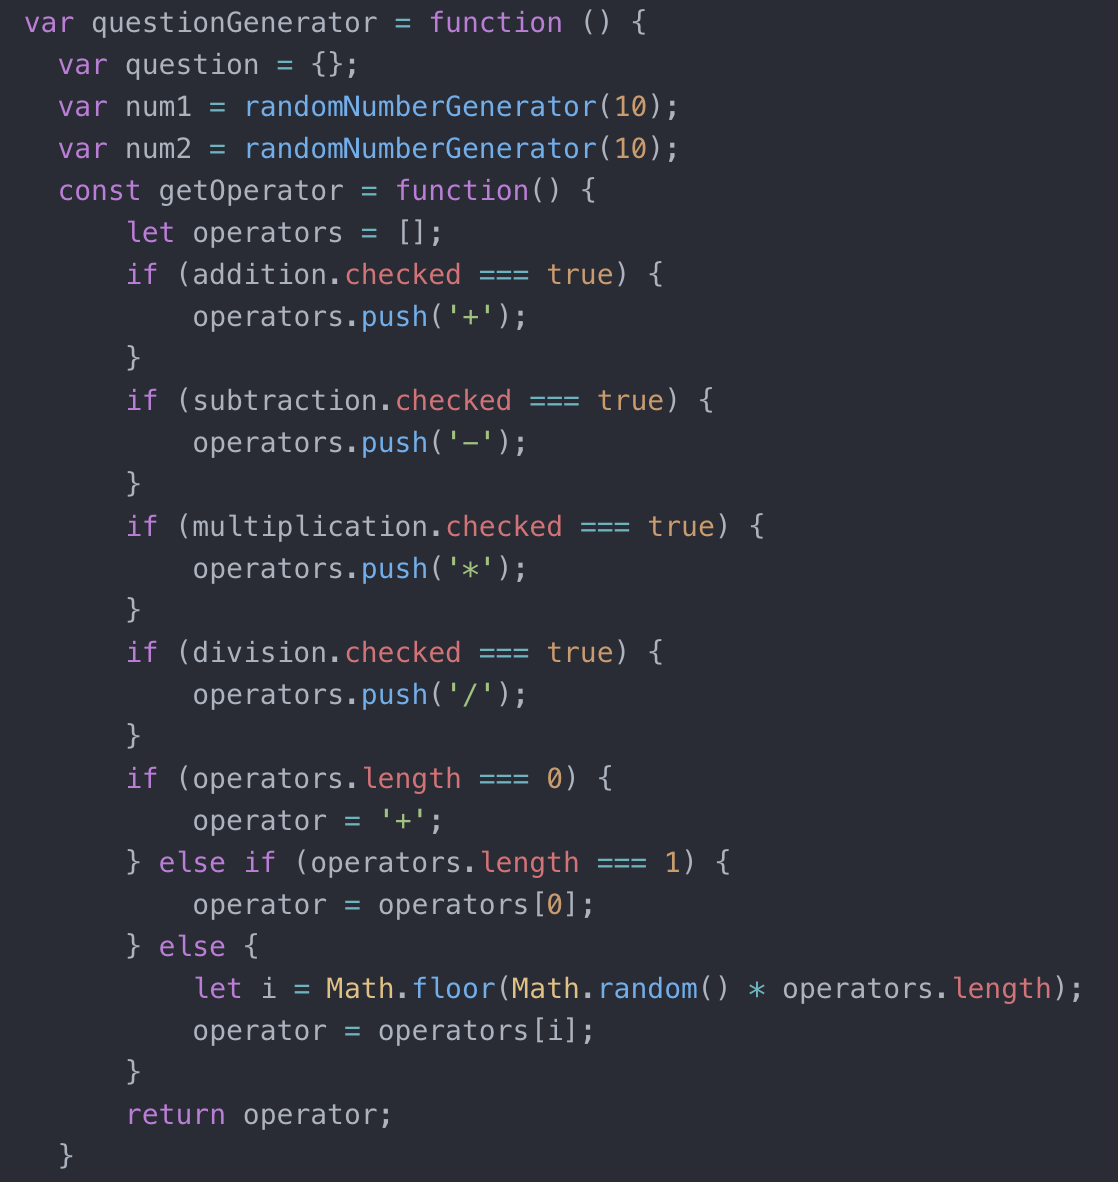 var questionGenerator = function () {
  var question = {};
  var num1 = randomNumberGenerator(10);
  var num2 = randomNumberGenerator(10);
  const getOperator = function() {
      let operators = [];
      if (addition.checked === true) {
          operators.push('+');
      }
      if (subtraction.checked === true) {
          operators.push('-');
      }
      if (multiplication.checked === true) {
          operators.push('*');
      }
      if (division.checked === true) {
          operators.push('/');
      }
      if (operators.length === 0) {
          operator = '+';
      } else if (operators.length === 1) {
          operator = operators[0];
      } else {
          let i = Math.floor(Math.random() * operators.length);
          operator = operators[i];
      }
      return operator;
  }